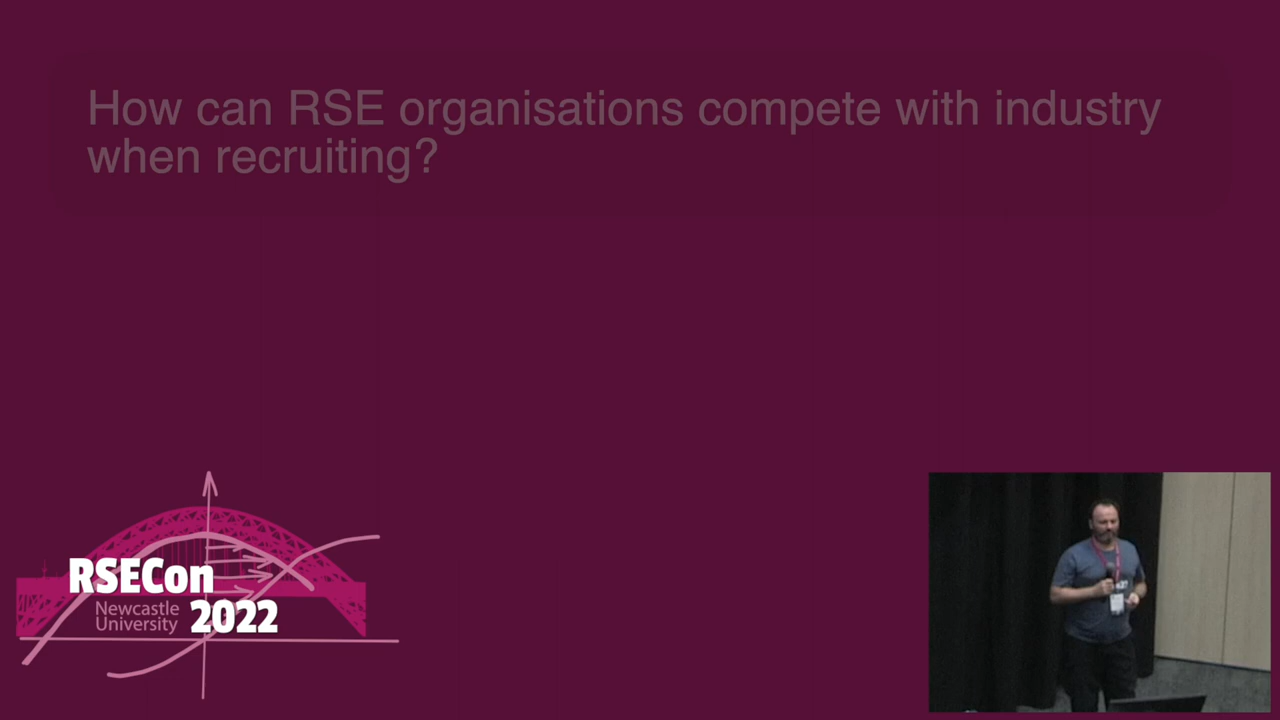 How can RSE organisations compete with industry
when recruiting?
RSECon
Newcastle
University
2022